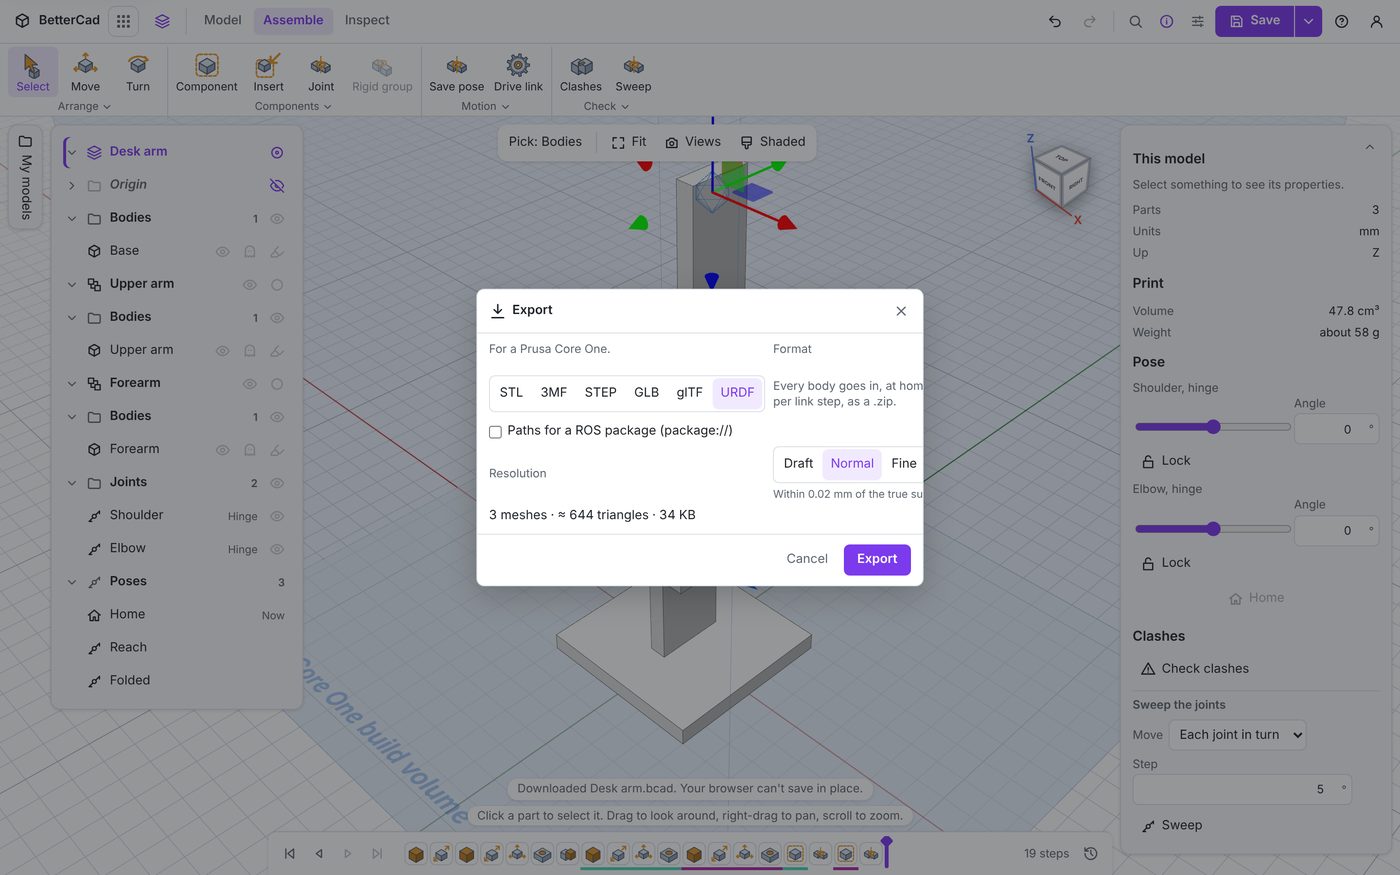 BetterCad
Model
Assemble
Inspect
Save
Select
Move
Turn
Component
Insert
Joint
Rigid group
Save pose
Drive link
Clashes
Sweep
Arrange
Components
Motion
Check
My models
Desk arm
Origin
Bodies 1
Base
Upper arm
Bodies 1
Upper arm
Forearm
Bodies 1
Forearm
Joints 2
Shoulder Hinge
Elbow Hinge
Poses 3
Home Now
Reach
Folded
Pick: Bodies
Fit
Views
Shaded
Z
TOP
FRONT
RIGHT
X
Export
For a Prusa Core One.
Format
STL 3MF STEP GLB glTF URDF
Every body goes in, at hom
per link step, as a .zip.
Paths for a ROS package (package://)
Resolution
Draft Normal Fine
Within 0.02 mm of the true su
3 meshes · ≈ 644 triangles · 34 KB
Cancel
Export
Core One build volume
Downloaded Desk arm.bcad. Your browser can't save in place.
Click a part to select it. Drag to look around, right-drag to pan, scroll to zoom.
19 steps
This model
Select something to see its properties.
Parts 3
Units mm
Up Z
Print
Volume 47.8 cm³
Weight about 58 g
Pose
Shoulder, hinge
Angle
0 °
Lock
Elbow, hinge
Angle
0 °
Lock
Home
Clashes
Check clashes
Sweep the joints
Move Each joint in turn
Step
5 °
Sweep